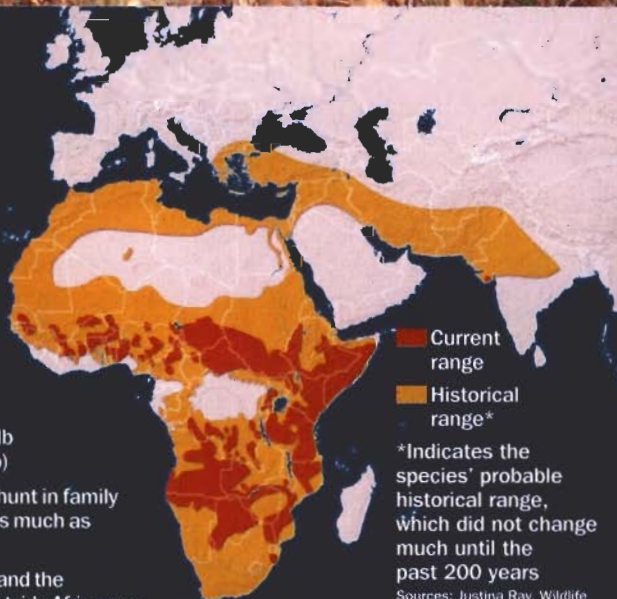 Current
range
Historical
range*
*Indicates the
species' probable
historical range,
which did not change
much until the
past 200 years
Sources: Justina Ray, Wildlife
lb
)
hunt in family
s much as
and the